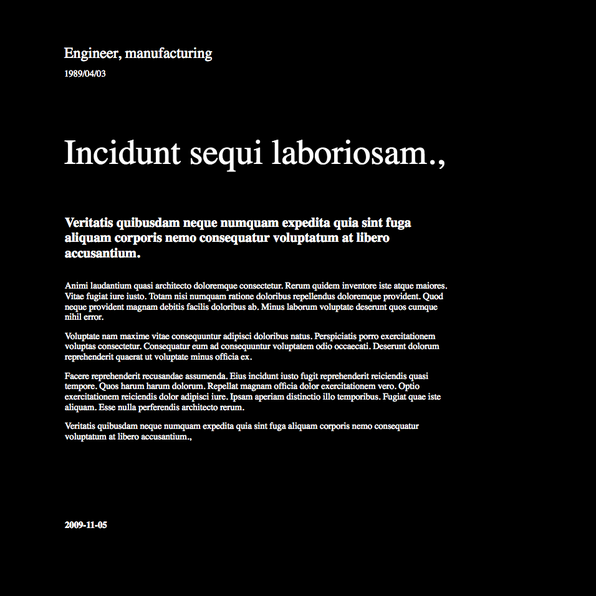 Engineer, manufacturing
1989/04/03
Incidunt sequi laboriosam.,
Veritatis quibusdam neque numquam expedita quia sint fuga
aliquam corporis nemo consequatur voluptatum at libero
accusantium.
Animi laudantium quasi architecto doloremque consectetur. Rerum quidem inventore iste atque maiores.
Vitae fugiat iure iusto. Totam nisi numquam ratione doloribus repellendus doloremque provident. Quod
neque provident magnam debitis facilis doloribus ab. Minus laborum voluptate deserunt quos cumque
nihil error.
Voluptate nam maxime vitae consequuntur adipisci doloribus natus. Perspiciatis porro exercitationem
voluptas consectetur. Consequatur eum ad consequuntur voluptatem odio occaecati. Deserunt dolorum
reprehenderit quaerat ut voluptate minus officia ex.
Facere reprehenderit recusandae assumenda. Eius incidunt iusto fugit reprehenderit reiciendis quasi
tempore. Quos harum harum dolorum. Repellat magnam officia dolor exercitationem vero. Optio
exercitationem reiciendis dolor adipisci iure. Ipsam aperiam distinctio illo temporibus. Fugiat quae iste
aliquam. Esse nulla perferendis architecto rerum.
Veritatis quibusdam neque numquam expedita quia sint fuga aliquam corporis nemo consequatur
voluptatum at libero accusantium.,
2009-11-05